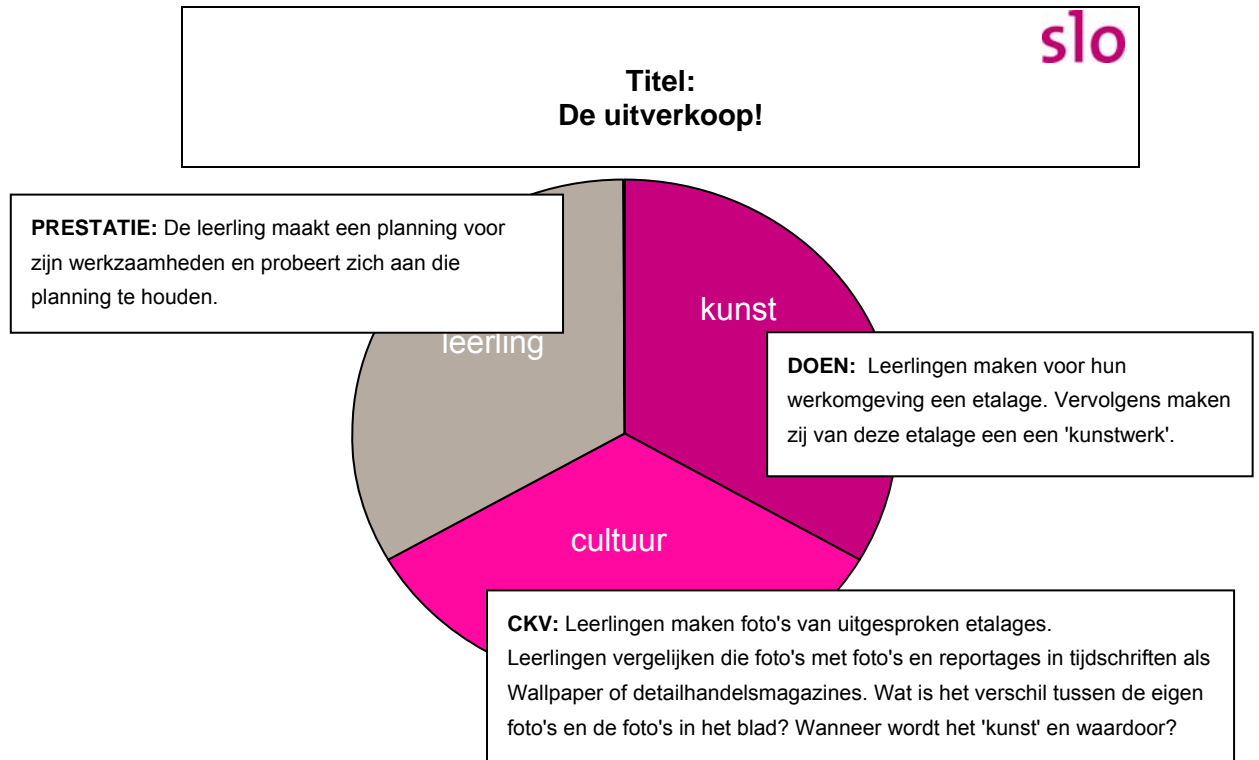 slo
Titel:
De uitverkoop!
PRESTATIE: De leerling maakt een planning voor
zijn werkzaamheden en probeert zich aan die
planning te houden.
leerling
kunst
DOEN: Leerlingen maken voor hun
werkomgeving een etalage. Vervolgens maken
zij van deze etalage een een 'kunstwerk'.
cultuur
CKV: Leerlingen maken foto's van uitgesproken etalages.
Leerlingen vergelijken die foto's met foto's en reportages in tijdschriften als
Wallpaper of detailhandelsmagazines. Wat is het verschil tussen de eigen
foto's en de foto's in het blad? Wanneer wordt het 'kunst' en waardoor?